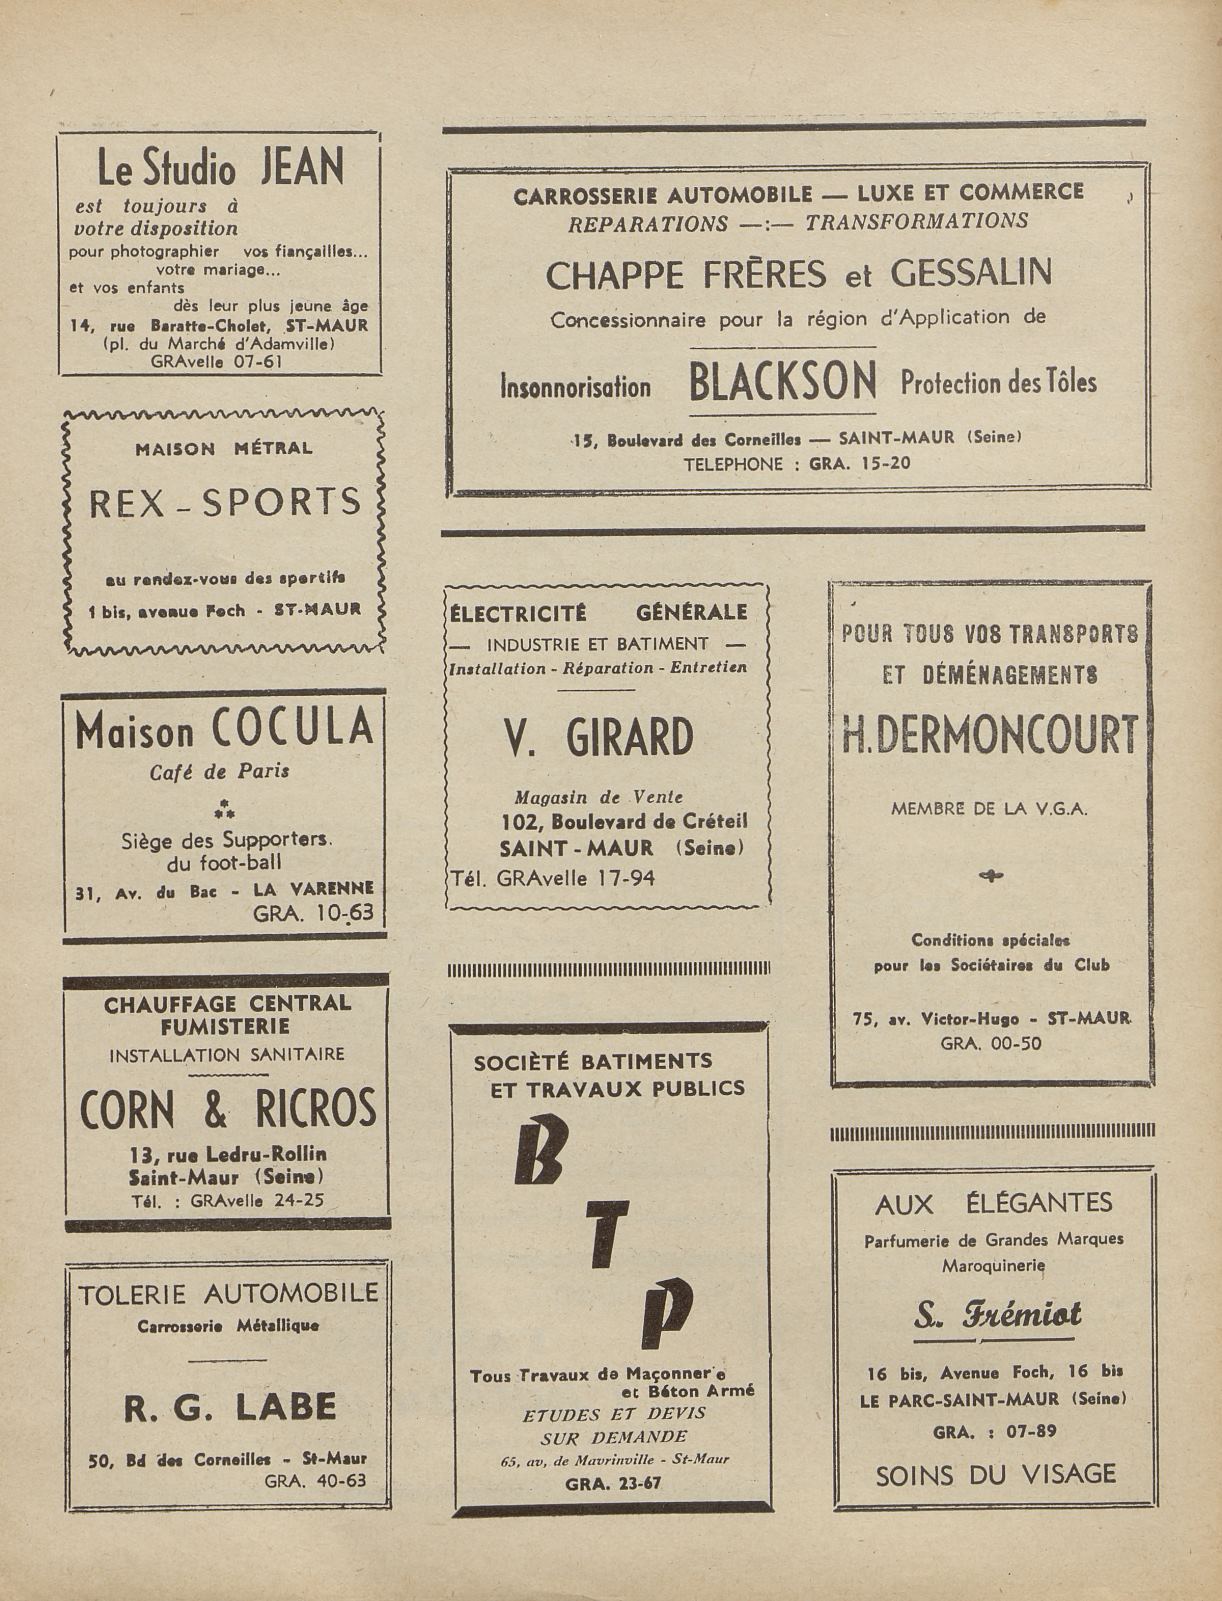 Le Studio JEAN
est toujours à
votre disposition
pour photographier vos fiançailles...
votre mariage...
et vos enfants
dès leur plus jeune âge
14, rue Baratte-Cholet, ST-MAUR
(pl. du Marché d'Adamville)
GRAvelle 07-61
MAISON MÉTRAL
REX - SPORTS
au rendez-vous des sportifs
1 bis, avenue Foch - ST-MAUR
Maison COCULA
Café de Paris
Siège des Supporters.
du foot-ball
31, Av. du Bac - LA VARENNE
GRA. 10-63
CHAUFFAGE CENTRAL
FUMISTERIE
INSTALLATION SANITAIRE
CORN & RICROS
13, rue Ledru-Rollin
Saint-Maur (Seine)
Tél. : GRAvelle 24-25
TOLERIE AUTOMOBILE
Carrosserie Métallique
R. G. LABE
50, Bd des Corneilles - St-Maur
GRA. 40-63
CARROSSERIE AUTOMOBILE — LUXE ET COMMERCE
REPARATIONS —:— TRANSFORMATIONS
CHAPPE FRÈRES et GESSALIN
Concessionnaire pour la région d'Application de
Insonnorisation BLACKSON Protection des Tôles
15, Boulevard des Corneilles — SAINT-MAUR (Seine)
TELEPHONE : GRA. 15-20
ÉLECTRICITÉ GÉNÉRALE
— INDUSTRIE ET BATIMENT —
Installation - Réparation - Entretien
V. GIRARD
Magasin de Vente
102, Boulevard de Créteil
SAINT-MAUR (Seine)
Tél. GRAvelle 17-94
SOCIÈTÉ BATIMENTS
ET TRAVAUX PUBLICS
B
T
P
Tous Travaux de Maçonner'e
et Béton Armé
ETUDES ET DEVIS
SUR DEMANDE
65, av, de Mavrinville - St-Maur
GRA. 23-67
POUR TOUS VOS TRANSPORTS
ET DÉMÉNAGEMENTS
H. DERMONCOURT
MEMBRE DE LA V.G.A.
Conditions spéciales
pour les Sociétaires du Club
75, av. Victor-Hugo - ST-MAUR
GRA. 00-50
AUX ÉLÉGANTES
Parfumerie de Grandes Marques
Maroquinerie
S. Frémiot
16 bis, Avenue Foch, 16 bis
LE PARC-SAINT-MAUR (Seine)
GRA. : 07-89
SOINS DU VISAGE